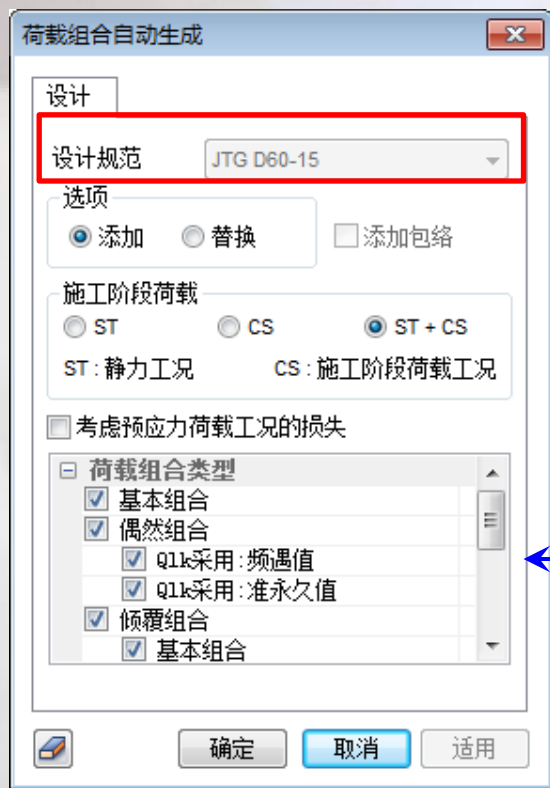 荷载组合自动生成
设计
设计规范 JTG D60-15
选项
添加 替换 添加包络
施工阶段荷载
ST CS ST + CS
ST : 静力工况 CS : 施工阶段荷载工况
考虑预应力荷载工况的损失
荷载组合类型
基本组合
偶然组合
Q1k采用:频遇值
Q1k采用:准永久值
倾覆组合
基本组合
确定 取消 适用